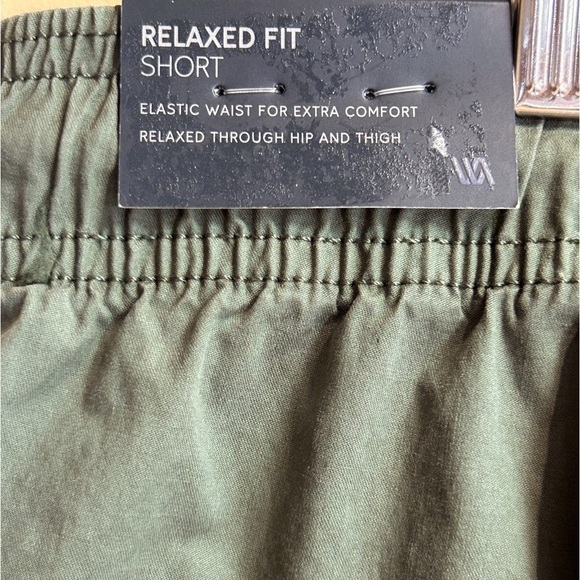 RELAXED FIT
SHORT
ELASTIC WAIST FOR EXTRA COMFORT
RELAXED THROUGH HIP AND THIGH